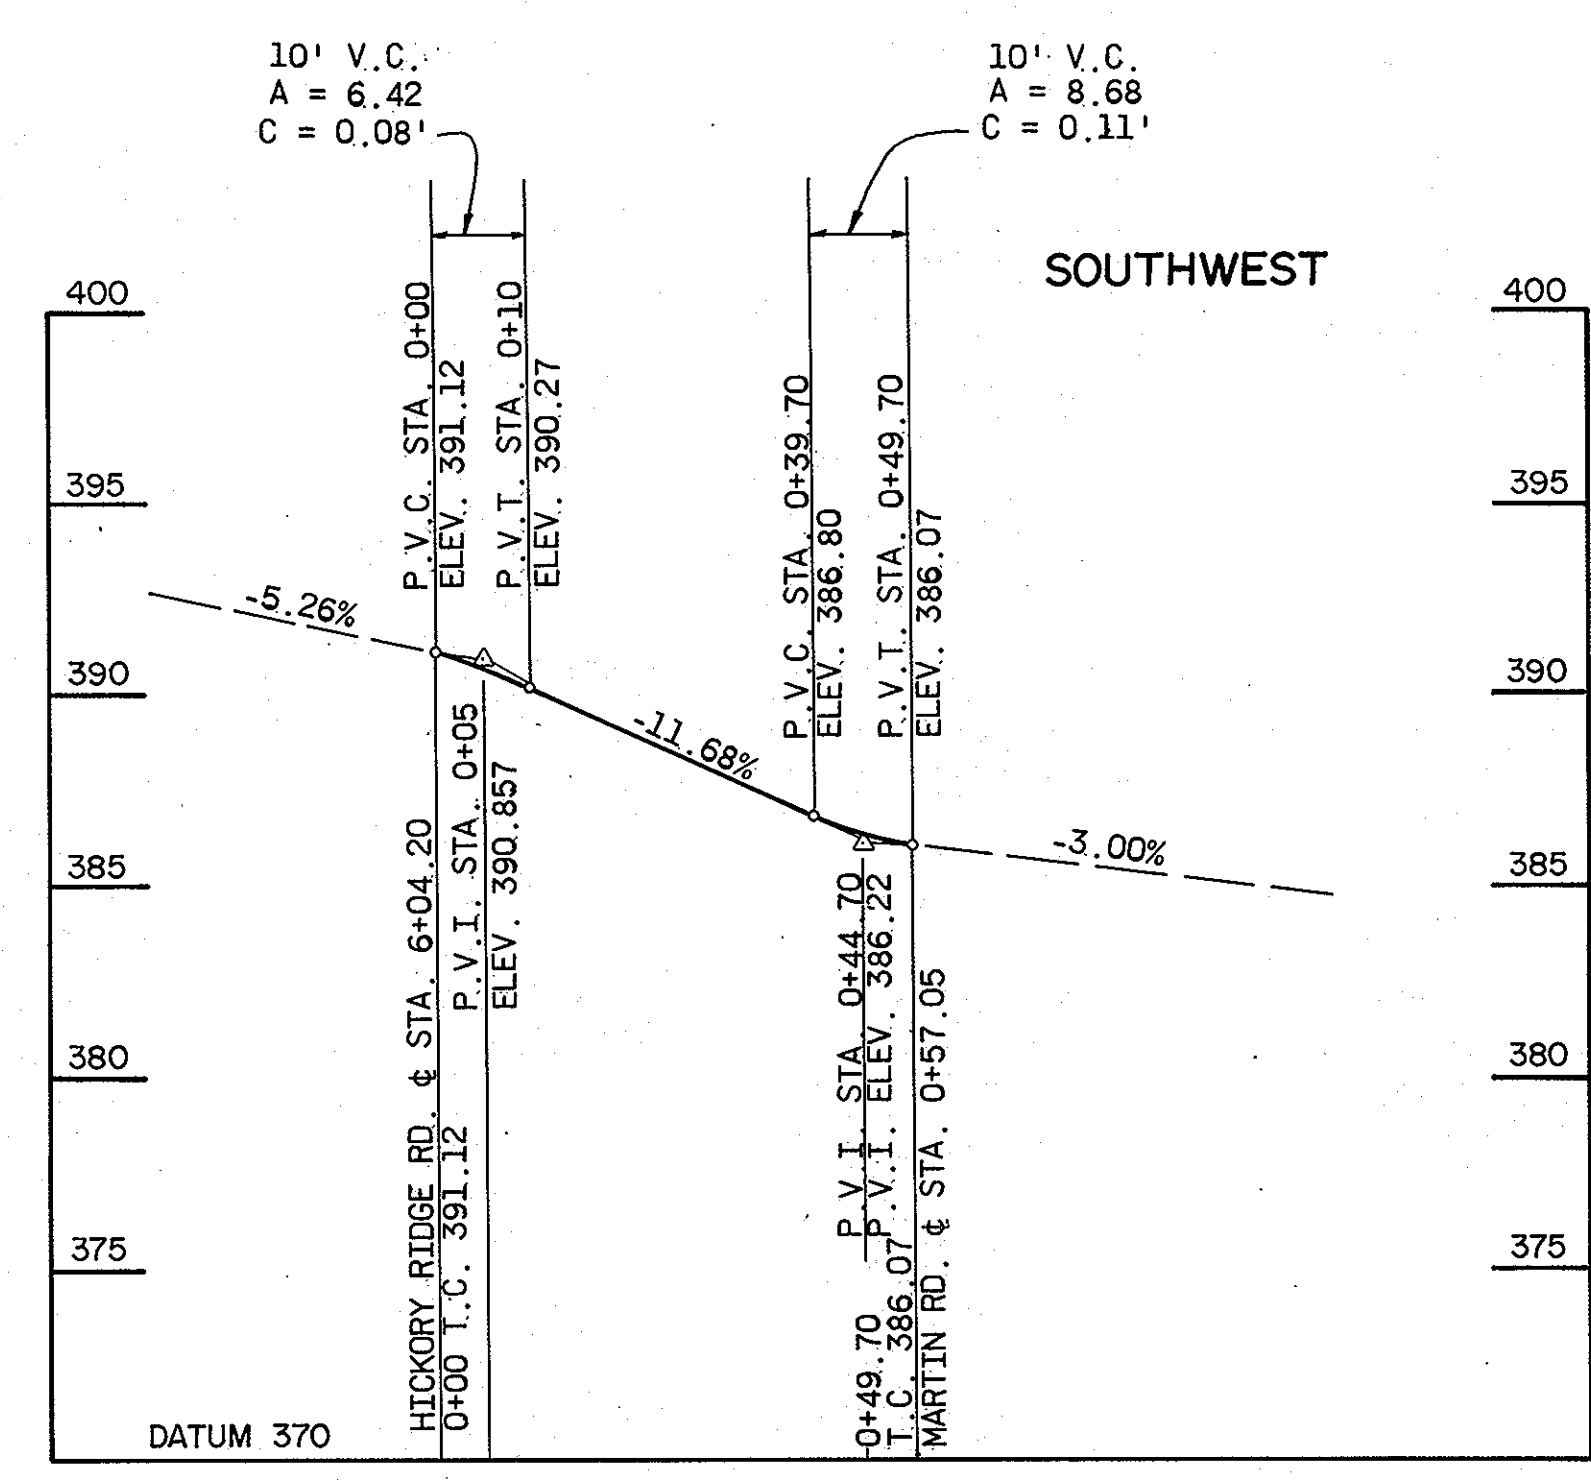 10' V.C.
A = 6.42
C = 0.08'
10' V.C.
A = 8.68
C = 0.11'
SOUTHWEST
400
395
390
385
380
375
DATUM 370
400
395
390
385
380
375
P.V.C. STA. 0+00
ELEV. 391.12
P.V.T. STA. 0+10
ELEV. 390.27
P.V.C. STA. 0+39.70
ELEV. 386.80
P.V.T. STA. 0+49.70
ELEV. 386.07
-5.26%
-11.68%
-3.00%
HICKORY RIDGE RD. ℄ STA. 6+04.20
0+00 T.C. 391.12
P.V.I. STA. 0+05
ELEV. 390.857
P.V.I. STA. 0+44.70
P.V.I. ELEV. 386.22
0+49.70
T.C. 386.07
MARTIN RD. ℄ STA. 0+57.05